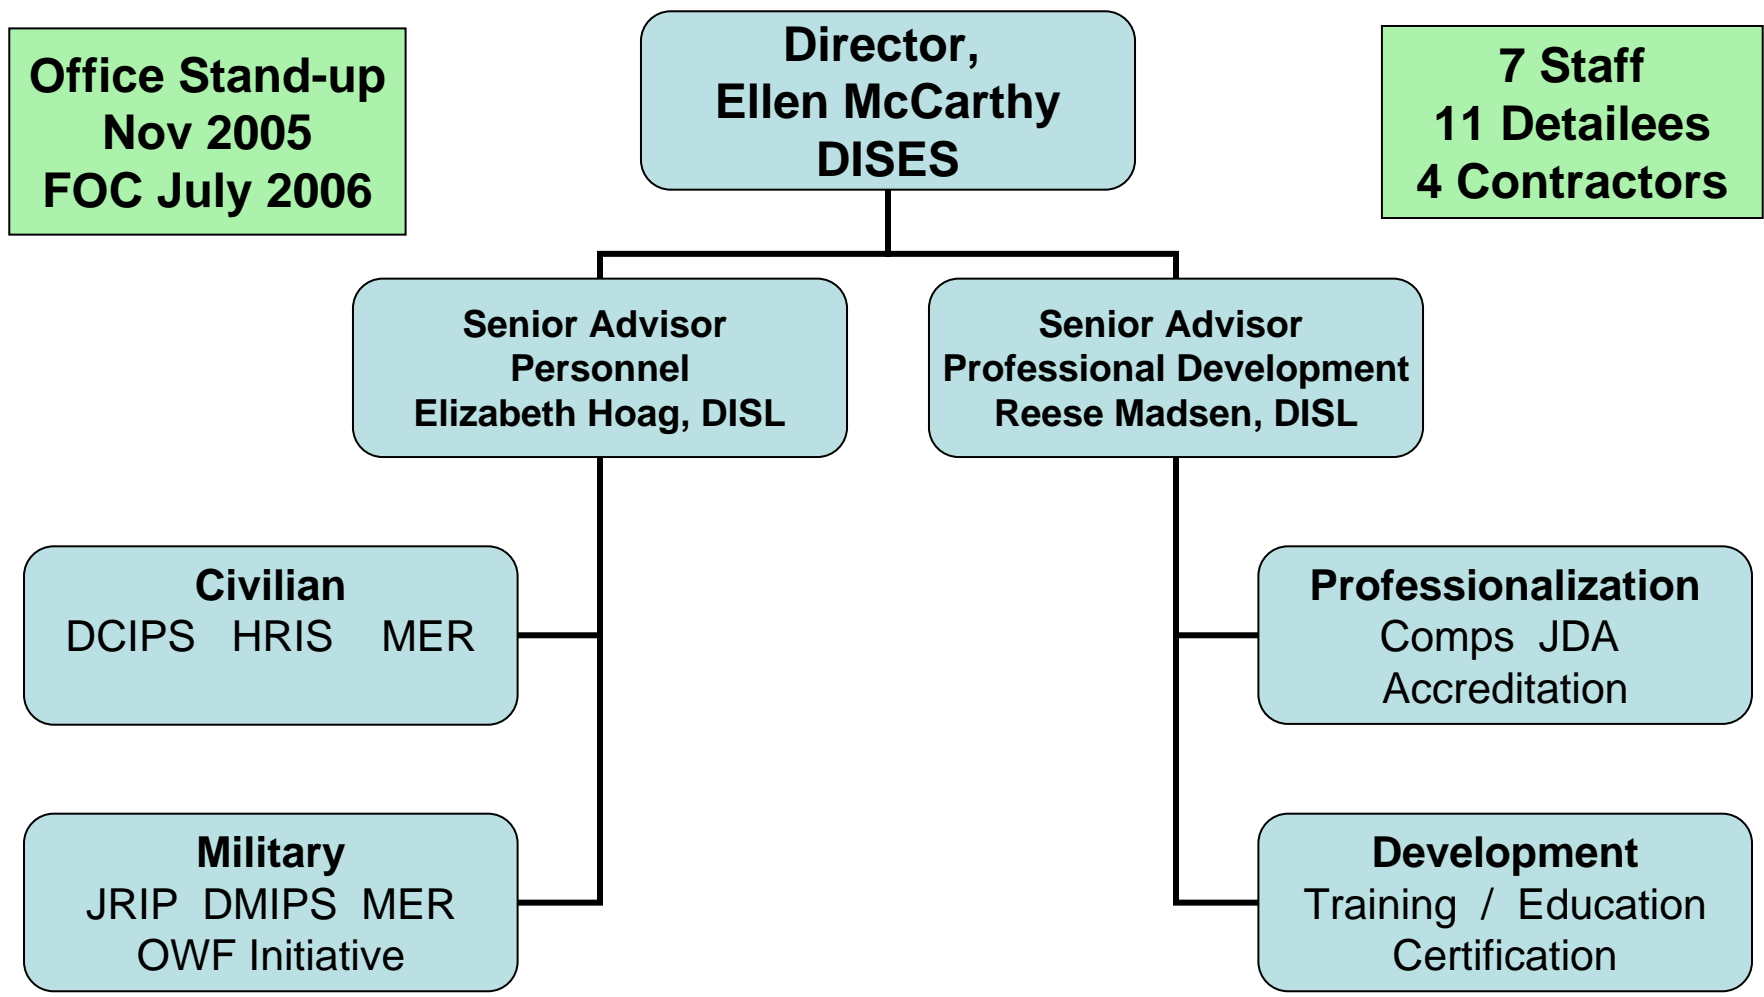 Office Stand-up
Nov 2005
FOC July 2006
Director,
Ellen McCarthy
DISES
7 Staff
11 Detailees
4 Contractors
Senior Advisor
Personnel
Elizabeth Hoag, DISL
Senior Advisor
Professional Development
Reese Madsen, DISL
Civilian
DCIPS HRIS MER
Professionalization
Comps JDA
Accreditation
Military
JRIP DMIPS MER
OWF Initiative
Development
Training / Education
Certification